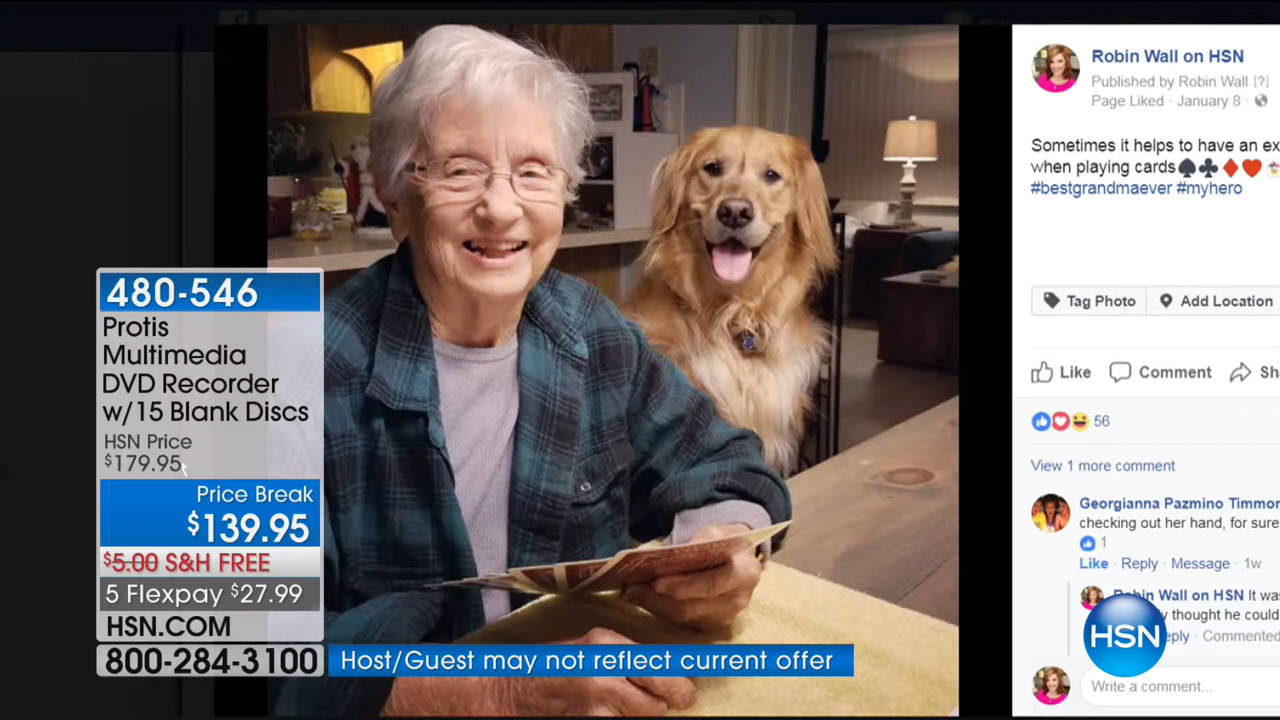 480-546
Protis
Multimedia
DVD Recorder
w/15 Blank Discs
HSN Price
$179.95
Price Break
$139.95
$5.00 S&H FREE
5 Flexpay $27.99
HSN.COM
800-284-3100
Host/Guest may not reflect current offer
Robin Wall on HSN
Published by Robin Wall [?]
Page Liked · January 8 ·
Sometimes it helps to have an
when playing cards♠♣♦♥
#bestgrandmaever #myhero
Tag Photo
Add Location
Like
Comment
56
View 1 more comment
Georgianna Pazmino
checking out her hand, for sure
1
Like · Reply · Message · 1w
Robin Wall on HSN It
thought he could
Commented
Write a comment...
HSN